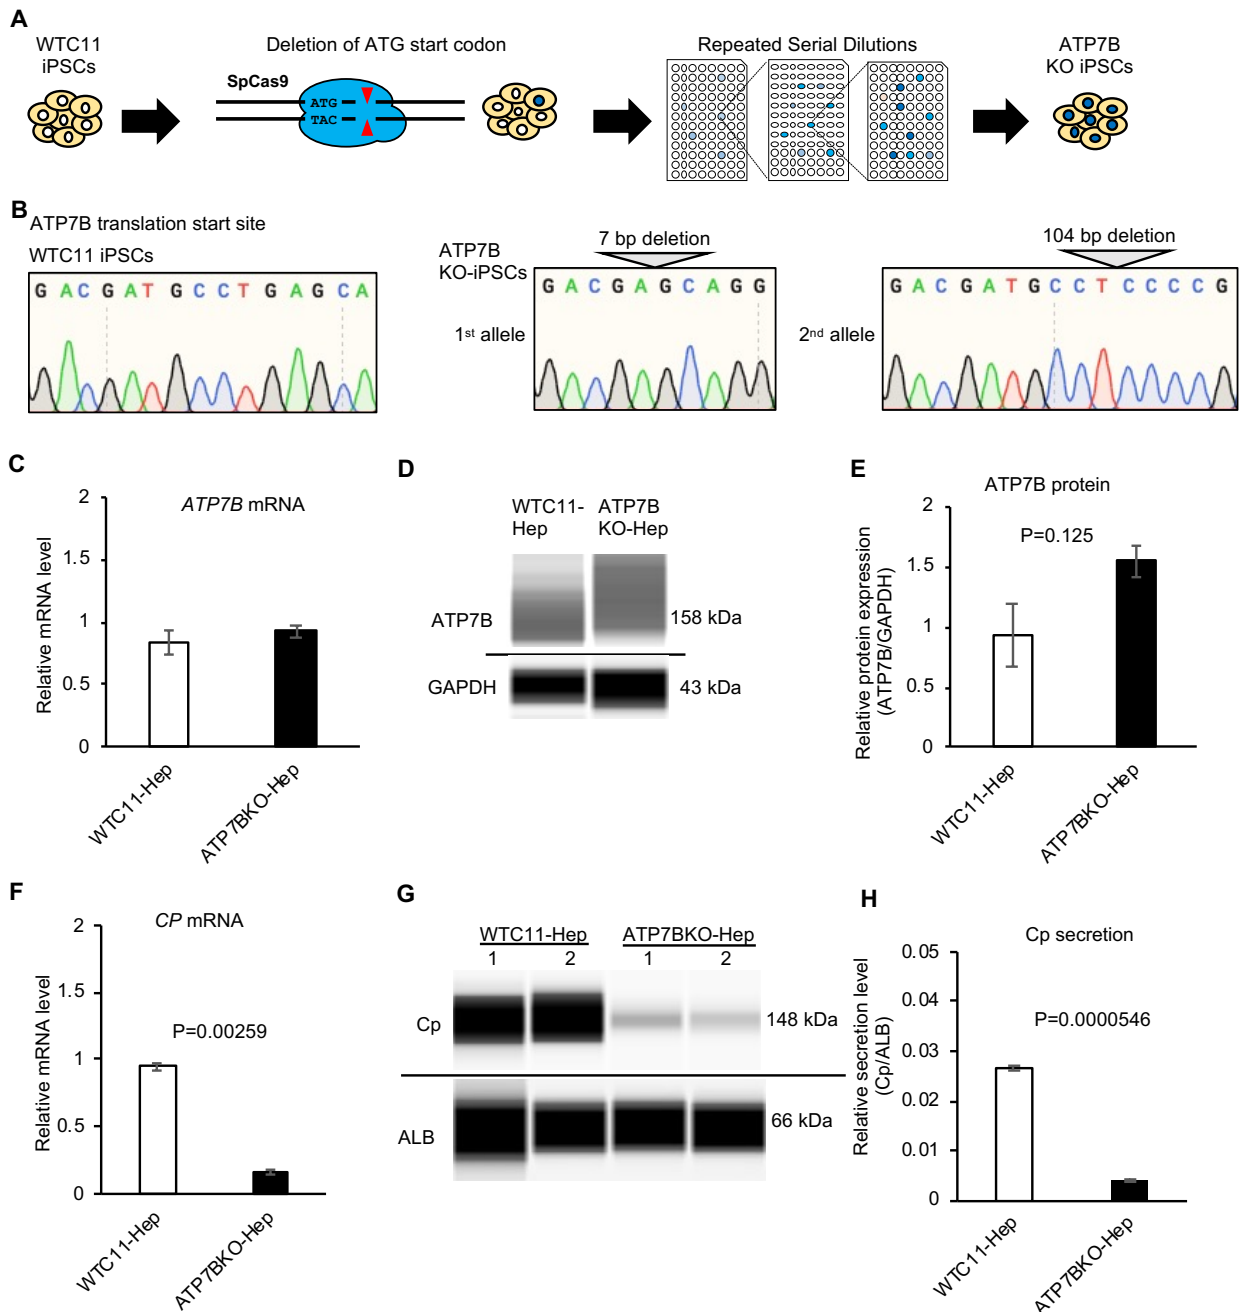 A
WTC11
iPSCs
Deletion of ATG start codon
Repeated Serial Dilutions
ATP7B
KO iPSCs
SpCas9
ATG
TAC
B
ATP7B translation start site
WTC11 iPSCs
G A C G A T G C C T G A G C A
ATP7B
KO-iPSCs
7 bp deletion
1st allele
G A C G A G C A G G
104 bp deletion
2nd allele
G A C G A T G C C T C C C C G
C
ATP7B mRNA
Relative mRNA level
2
1.5
1
0.5
0
WTC11-Hep
ATP7BKO-Hep
D
WTC11-
Hep
ATP7B
KO-Hep
ATP7B
158 kDa
GAPDH
43 kDa
E
ATP7B protein
P=0.125
Relative protein expression
(ATP7B/GAPDH)
2
1.5
1
0.5
0
WTC11-Hep
ATP7BKO-Hep
F
CP mRNA
P=0.00259
Relative mRNA level
2
1.5
1
0.5
0
WTC11-Hep
ATP7BKO-Hep
G
WTC11-Hep
ATP7BKO-Hep
1 2 1 2
Cp
148 kDa
ALB
66 kDa
H
Cp secretion
P=0.0000546
Relative secretion level
(Cp/ALB)
0.05
0.04
0.03
0.02
0.01
0
WTC11-Hep
ATP7BKO-Hep